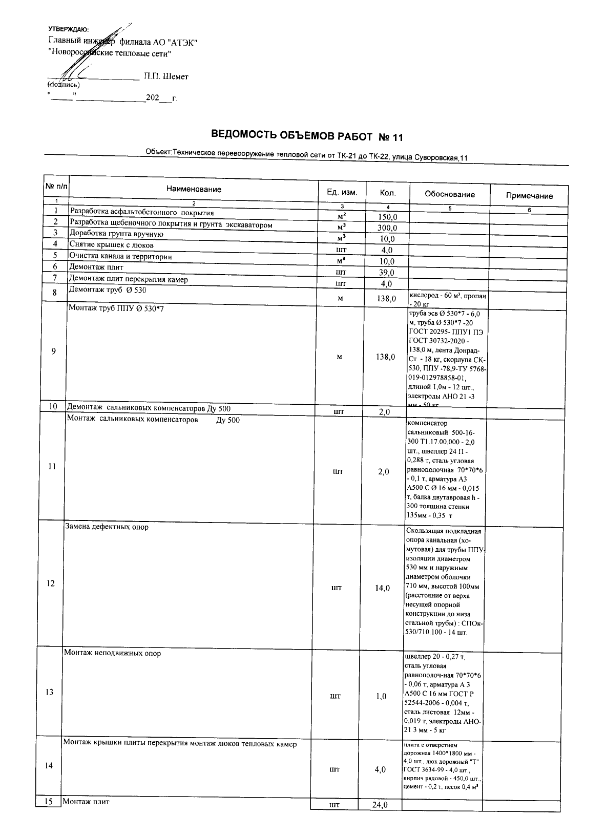 УТВЕРЖДАЮ:
Главный инженер филиала АО "АТЭК"
"Новороссийские тепловые сети"
П.П. Шемет
(подпись)
"____"____________________202___г.
ВЕДОМОСТЬ ОБЪЕМОВ РАБОТ № 11
Объект:Техническое перевооружение тепловой сети от ТК-21 до ТК-22, улица Суворовская,11
№ п/п Наименование Ед. изм. Кол. Обоснование Примечание
1 2 3 4 5 6
1 Разработка асфальтобетонного покрытия м² 150,0
2 Разработка щебеночного покрытия и грунта экскаватором м³ 300,0
3 Доработка грунта вручную м³ 10,0
4 Снятие крышек с люков шт 4,0
5 Очистка канала и территории 10,0
6 Демонтаж плит шт 39,0
7 Демонтаж плит перекрытия камер шт 4,0
8 Демонтаж труб Ø 530 м 138,0 кислород - 60 м³, пропан
- 20 кг
9 Монтаж труб ППУ Ø 530*7 м 138,0 труба эсв Ø 530*7 - 6,0
м, труба Ø 530*7 -20
ГОСТ 20295- ППУ1 ПЭ
ГОСТ 30732-2020 -
138,0 м, лента Донрад-
Ст - 18 кг, скорлупа СК-
530, ППУ -78,9-ТУ 5768-
019-012978858-01,
длиной 1,0м - 12 шт.,
электроды АНО 21 -3
мм - 50 кг
10 Демонтаж сальниковых компенсаторов Ду 500 шт 2,0
11 Монтаж сальниковых компенсаторов Ду 500 шт 2,0 компенсатор
сальниковый 500-16-
300 Т1.17.00.000 - 2,0
шт., швеллер 24 П -
0,288 т, сталь угловая
равнополочная 70*70*6
- 0,1 т, арматура А3
А500 С Ø 16 мм - 0,015
т, балка двутавровая h -
300 толщина стенки
135мм - 0,35 т
12 Замена дефектных опор шт 14,0 Скользящая подкладная
опора канальная (хо-
мутовая) для трубы ППУ-
изоляции диаметром
530 мм и наружным
диаметром оболочки
710 мм, высотой 100мм
(расстояние от верха
несущей опорной
конструкции до низа
стальной трубы) : СПОк-
530/710 100 - 14 шт.
13 Монтаж неподвижных опор шт 1,0 швеллер 20 - 0,27 т,
сталь угловая
равнополоч-ная 70*70*6
- 0,06 т, арматура А 3
А500 С 16 мм ГОСТ Р
52544-2006 - 0,004 т,
сталь листовая 12мм -
0,019 т, электроды АНО-
21 3 мм - 5 кг
14 Монтаж крышки плиты перекрытия монтаж люков тепловых камер шт 4,0 плита с отверстием
дорожная 1400*1800 мм -
4,0 шт., люк дорожный "Т"
ГОСТ 3634-99 - 4,0 шт.,
кирпич рядовой - 450,0 шт.,
цемент - 0,2 т, песок 0,4 м³
15 Монтаж плит шт 24,0